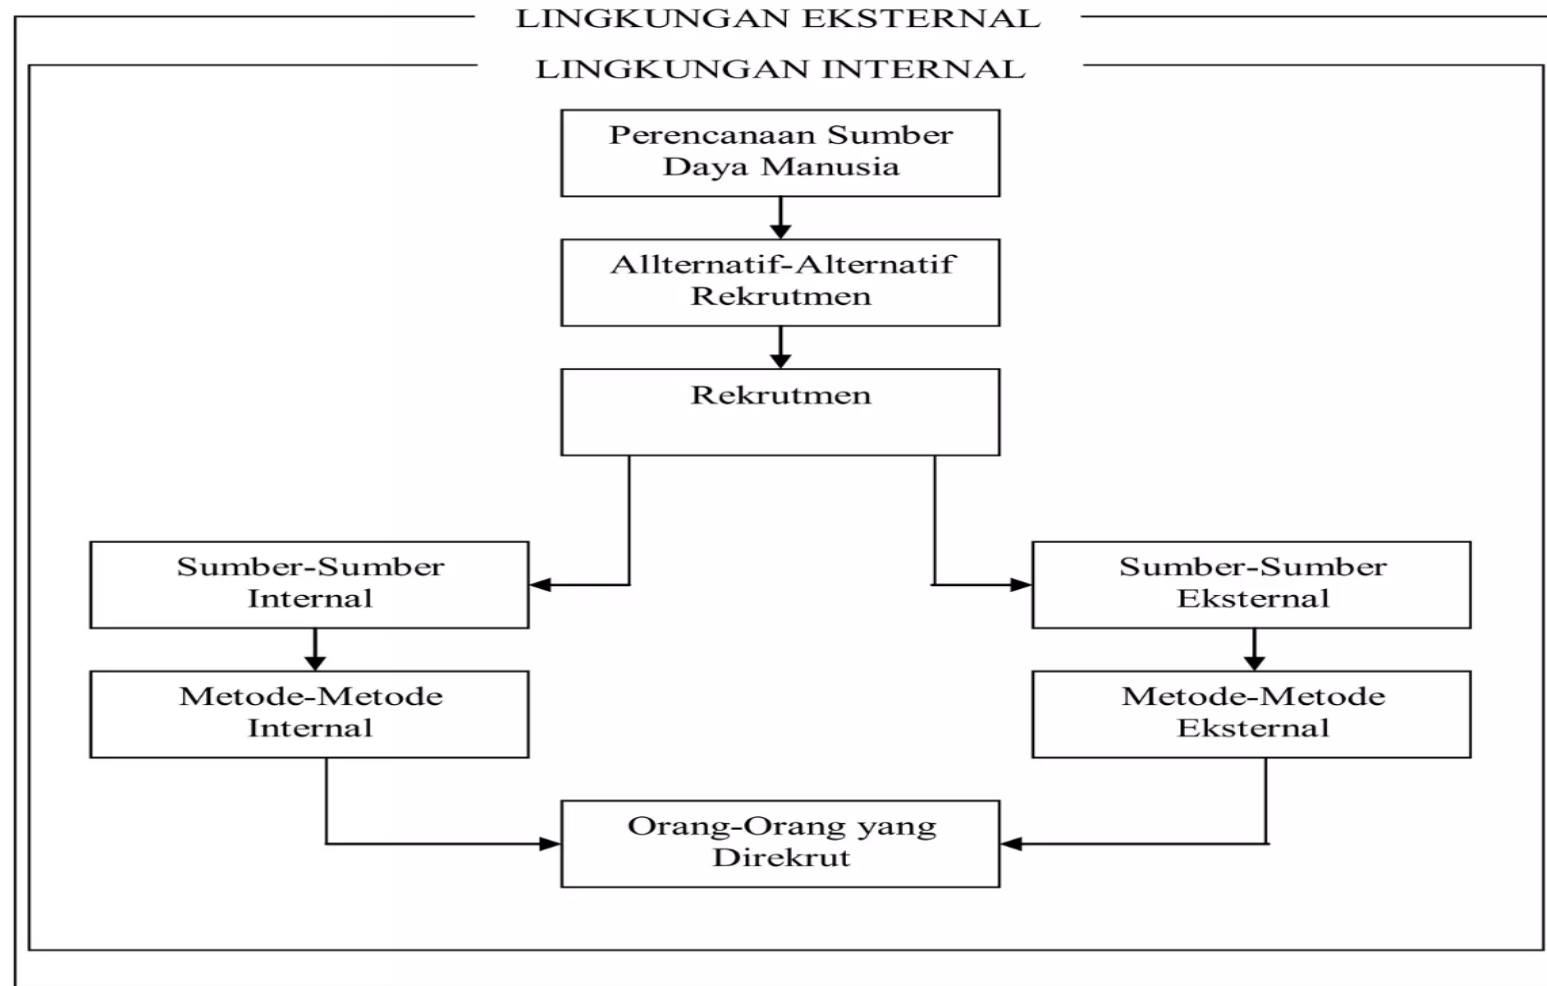 LINGKUNGAN EKSTERNAL
LINGKUNGAN INTERNAL
Perencanaan Sumber
Daya Manusia
Allternatif-Alternatif
Rekrutmen
Rekrutmen
Sumber-Sumber
Internal
Sumber-Sumber
Eksternal
Metode-Metode
Internal
Metode-Metode
Eksternal
Orang-Orang yang
Direkrut